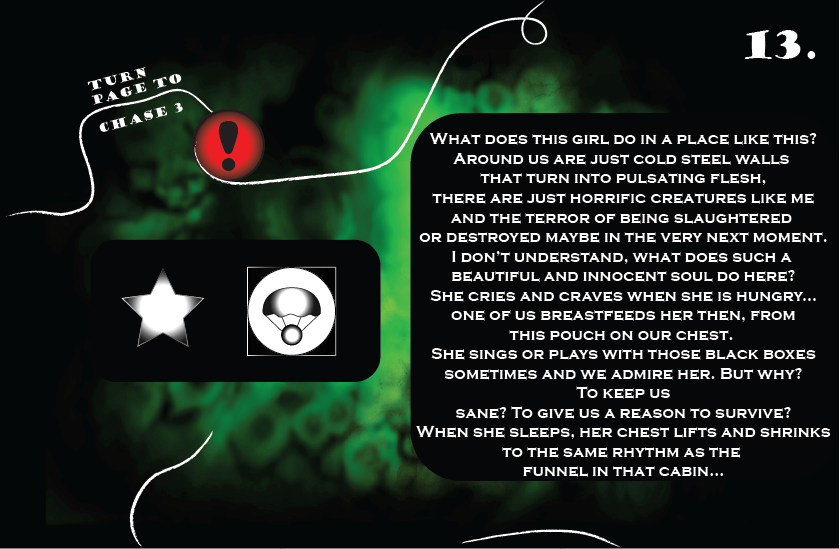 13.
TURN
PAGE TO
CHASE 3
!
WHAT DOES THIS GIRL DO IN A PLACE LIKE THIS?
AROUND US ARE JUST COLD STEEL WALLS
THAT TURN INTO PULSATING FLESH,
THERE ARE JUST HORRIFIC CREATURES LIKE ME
AND THE TERROR OF BEING SLAUGHTERED
OR DESTROYED MAYBE IN THE VERY NEXT MOMENT.
I DON'T UNDERSTAND, WHAT DOES SUCH A
BEAUTIFUL AND INNOCENT SOUL DO HERE?
SHE CRIES AND CRAVES WHEN SHE IS HUNGRY...
ONE OF US BREASTFEEDS HER THEN, FROM
THIS POUCH ON OUR CHEST.
SHE SINGS OR PLAYS WITH THOSE BLACK BOXES
SOMETIMES AND WE ADMIRE HER. BUT WHY?
TO KEEP US
SANE? TO GIVE US A REASON TO SURVIVE?
WHEN SHE SLEEPS, HER CHEST LIFTS AND SHRINKS
TO THE SAME RHYTHM AS THE
FUNNEL IN THAT CABIN...